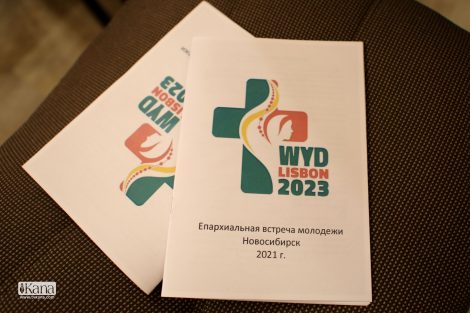 WYD
LISBON
2023
Епархиальная встреча молодежи
Новосибирск
2021 г.
WYD
LISBON
2023
Kana